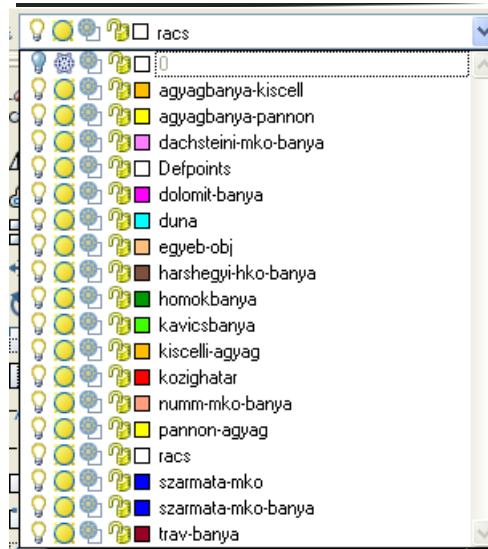 racs
0
agyagbanya-kiscell
agyagbanya-pannon
dachsteini-mko-banya
Defpoints
dolomit-banya
duna
egyeb-obj
harshegyi-hko-banya
homokbanya
kavicsbanya
kiscelli-agyag
kozighatar
numm-mko-banya
pannon-agyag
racs
szarmata-mko
szarmata-mko-banya
trav-banya